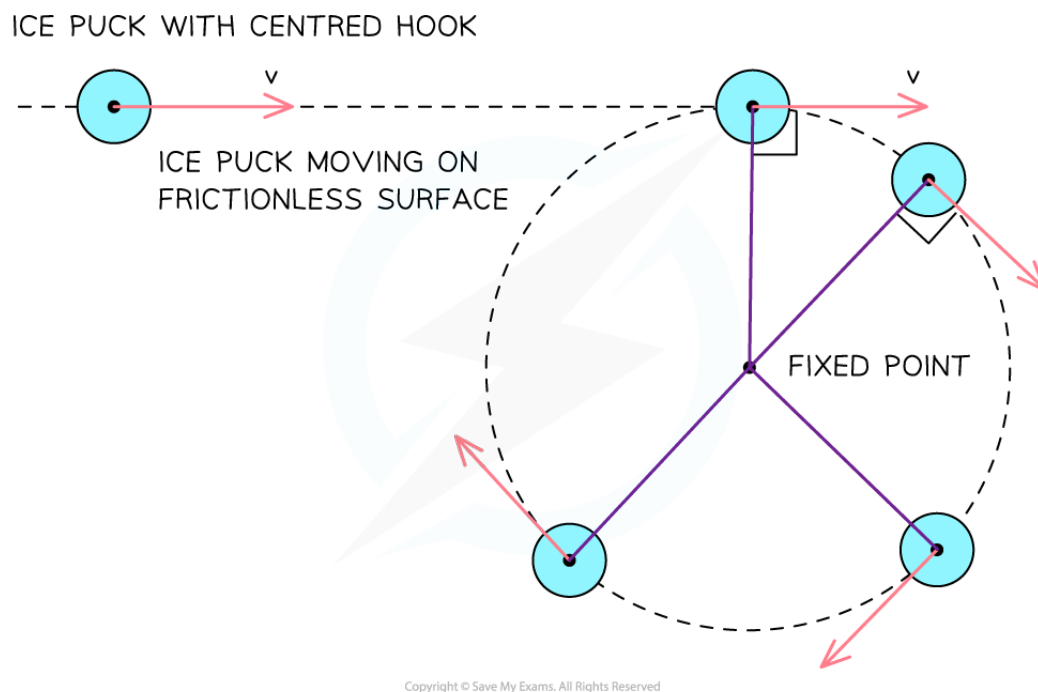 ICE PUCK WITH CENTRED HOOK
v
v
ICE PUCK MOVING ON
FRICTIONLESS SURFACE
FIXED POINT
Copyright © Save My Exams. All Rights Reserved